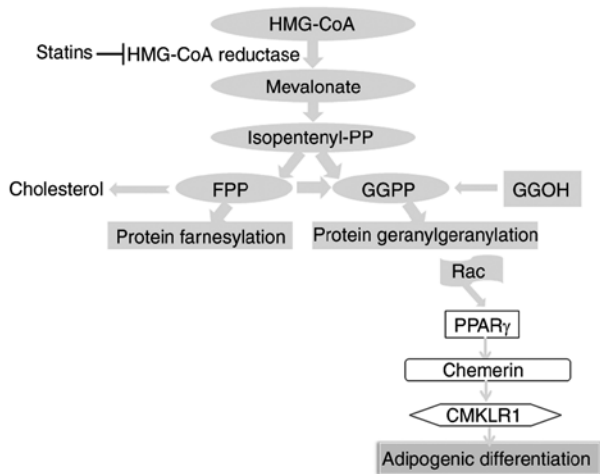 HMG-CoA
Statins HMG-CoA reductase
Mevalonate
Isopentenyl-PP
Cholesterol FPP GGPP GGOH
Protein farnesylation Protein geranylgeranylation
Rac
PPARγ
Chemerin
CMKLR1
Adipogenic differentiation